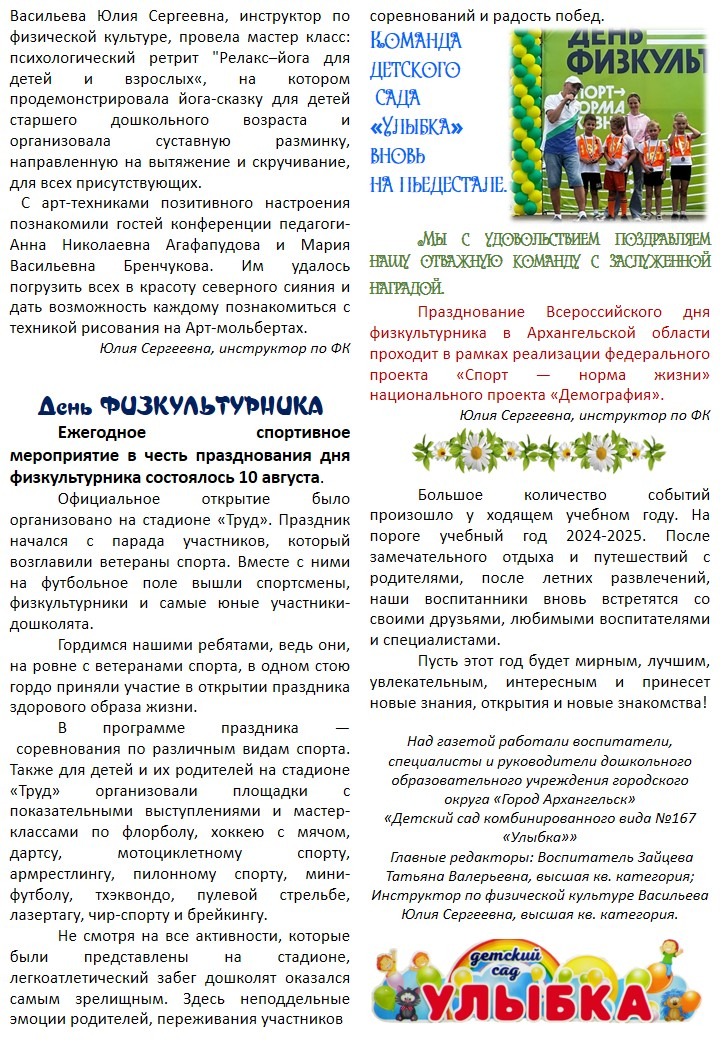 Васильева Юлия Сергеевна, инструктор по
физической культуре, провела мастер класс:
психологический ретрит "Релакс–йога для
детей и взрослых«, на котором
продемонстрировала йога-сказку для детей
старшего дошкольного возраста и
организовала суставную разминку,
направленную на вытяжение и скручивание,
для всех присутствующих.
С арт-техниками позитивного настроения
познакомили гостей конференции педагоги-
Анна Николаевна Агафапудова и Мария
Васильевна Бренчукова. Им удалось
погрузить всех в красоту северного сияния и
дать возможность каждому познакомиться с
техникой рисования на Арт-мольбертах.
Юлия Сергеевна, инструктор по ФК
День ФИЗКУЛЬТУРНИКА
Ежегодное спортивное
мероприятие в честь празднования дня
физкультурника состоялось 10 августа.
Официальное открытие было
организовано на стадионе «Труд». Праздник
начался с парада участников, который
возглавили ветераны спорта. Вместе с ними
на футбольное поле вышли спортсмены,
физкультурники и самые юные участники-
дошколята.
Гордимся нашими ребятами, ведь они,
на ровне с ветеранами спорта, в одном стою
гордо приняли участие в открытии праздника
здорового образа жизни.
В программе праздника —
соревнования по различным видам спорта.
Также для детей и их родителей на стадионе
«Труд» организовали площадки с
показательными выступлениями и мастер-
классами по флорболу, хоккею с мячом,
дартсу, мотоциклетному спорту,
армрестлингу, пилонному спорту, мини-
футболу, тхэквондо, пулевой стрельбе,
лазертагу, чир-спорту и брейкингу.
Не смотря на все активности, которые
были представлены на стадионе,
легкоатлетический забег дошколят оказался
самым зрелищным. Здесь неподдельные
эмоции родителей, переживания участников
соревнований и радость побед.
Команда
детского
сада
«Улыбка»
вновь
на пьедестале.
ДЕНЬ
ФИЗКУЛЬТ
СПОРТ→
НОРМА
ЖИЗНИ
Мы с удовольствием поздравляем
нашу отважную команду с заслуженной
наградой.
Празднование Всероссийского дня
физкультурника в Архангельской области
проходит в рамках реализации федерального
проекта «Спорт — норма жизни»
национального проекта «Демография».
Юлия Сергеевна, инструктор по ФК
Большое количество событий
произошло у ходящем учебном году. На
пороге учебный год 2024-2025. После
замечательного отдыха и путешествий с
родителями, после летних развлечений,
наши воспитанники вновь встретятся со
своими друзьями, любимыми воспитателями
и специалистами.
Пусть этот год будет мирным, лучшим,
увлекательным, интересным и принесет
новые знания, открытия и новые знакомства!
Над газетой работали воспитатели,
специалисты и руководители дошкольного
образовательного учреждения городского
округа «Город Архангельск»
«Детский сад комбинированного вида №167
«Улыбка»»
Главные редакторы: Воспитатель Зайцева
Татьяна Валерьевна, высшая кв. категория;
Инструктор по физической культуре Васильева
Юлия Сергеевна, высшая кв. категория.
детский
сад
УЛЫБКА